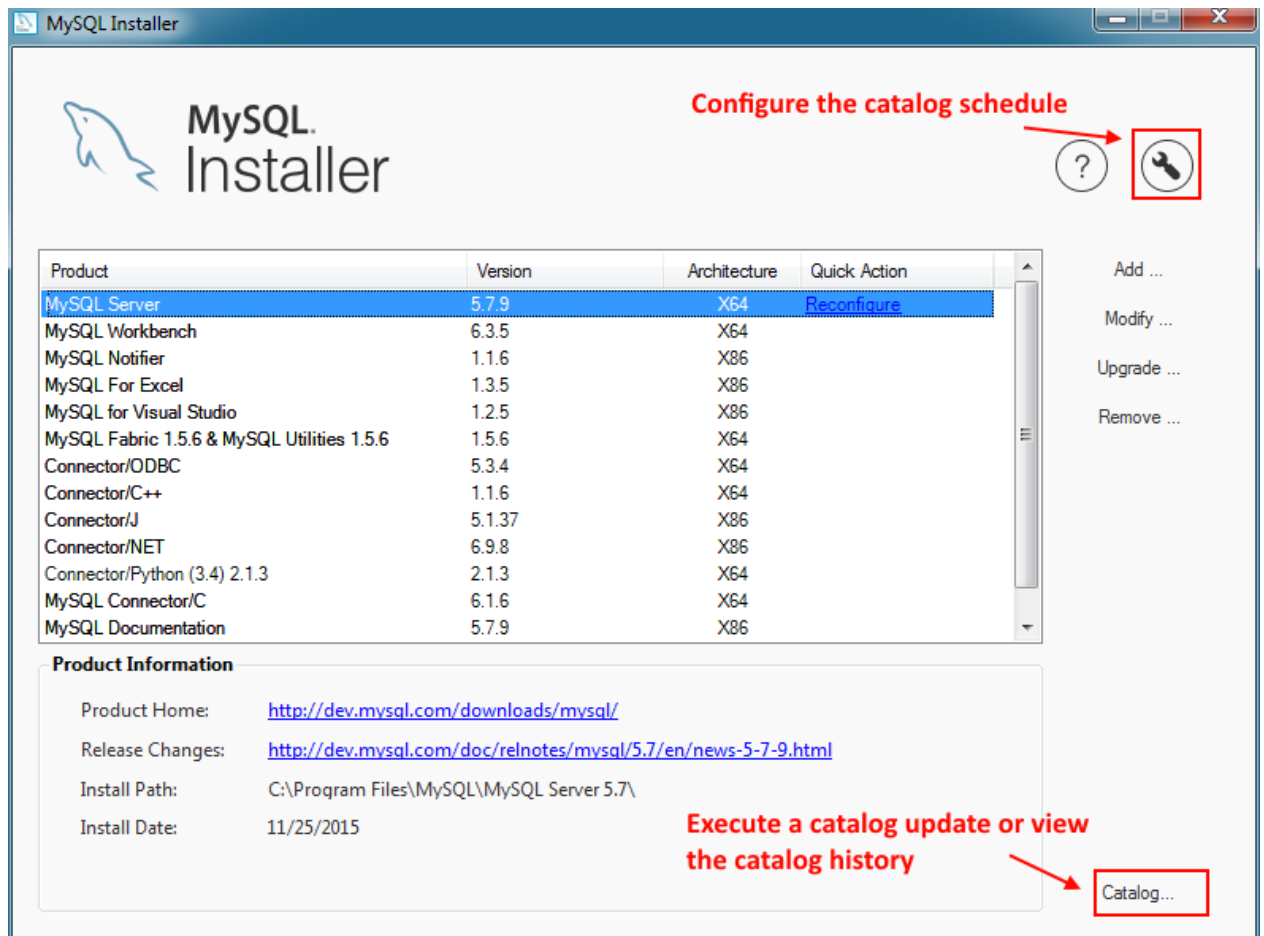 MySQL Installer
MySQL.
Installer
Configure the catalog schedule
?
Product Version Architecture Quick Action
MySQL Server 5.7.9 X64 Reconfigure
MySQL Workbench 6.3.5 X64
MySQL Notifier 1.1.6 X86
MySQL For Excel 1.3.5 X86
MySQL for Visual Studio 1.2.5 X86
MySQL Fabric 1.5.6 & MySQL Utilities 1.5.6 1.5.6 X64
Connector/ODBC 5.3.4 X64
Connector/C++ 1.1.6 X64
Connector/J 5.1.37 X86
Connector/NET 6.9.8 X86
Connector/Python (3.4) 2.1.3 2.1.3 X64
MySQL Connector/C 6.1.6 X64
MySQL Documentation 5.7.9 X86
Add ...
Modify ...
Upgrade ...
Remove ...
Product Information
Product Home: http://dev.mysql.com/downloads/mysql/
Release Changes: http://dev.mysql.com/doc/relnotes/mysql/5.7/en/news-5-7-9.html
Install Path: C:\Program Files\MySQL\MySQL Server 5.7\
Install Date: 11/25/2015
Execute a catalog update or view
the catalog history
Catalog...